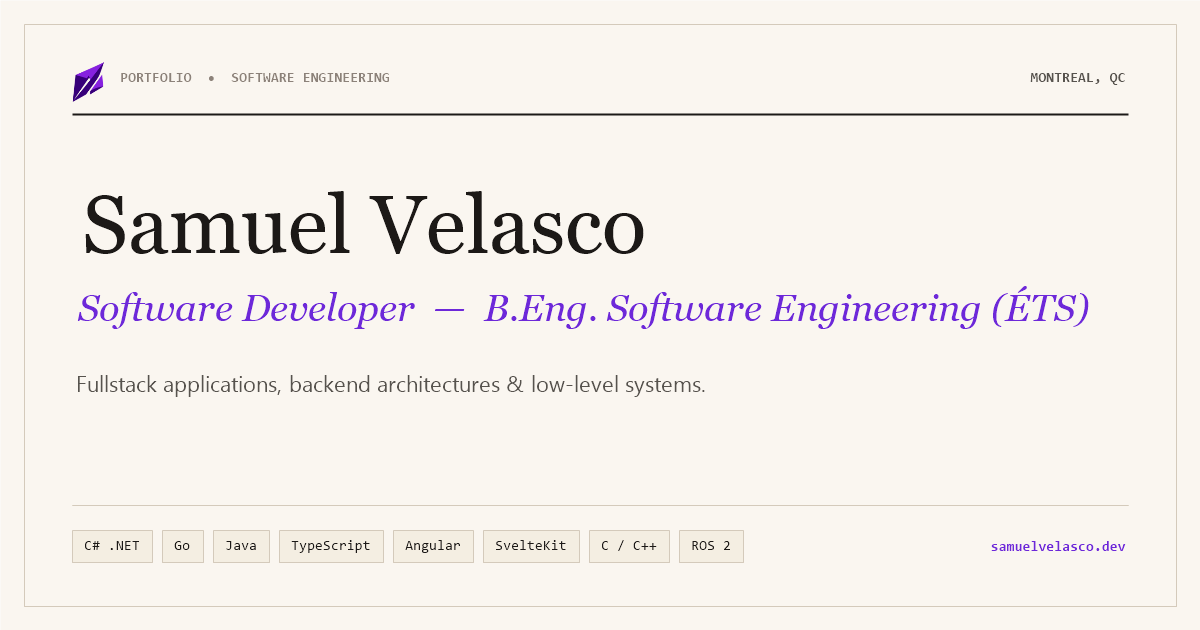 PORTFOLIO • SOFTWARE ENGINEERING
MONTREAL, QC
Samuel Velasco
Software Developer — B.Eng. Software Engineering (ÉTS)
Fullstack applications, backend architectures & low-level systems.
C# .NET
Go
Java
TypeScript
Angular
SvelteKit
C / C++
ROS 2
samuelvelasco.dev